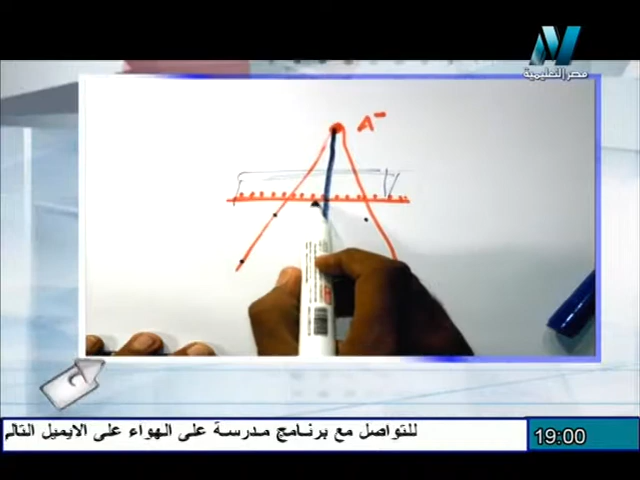 مصر التعليمية
A-
للتواصل مع برنامج مدرسة على الهواء على الايميل التالى
19:00